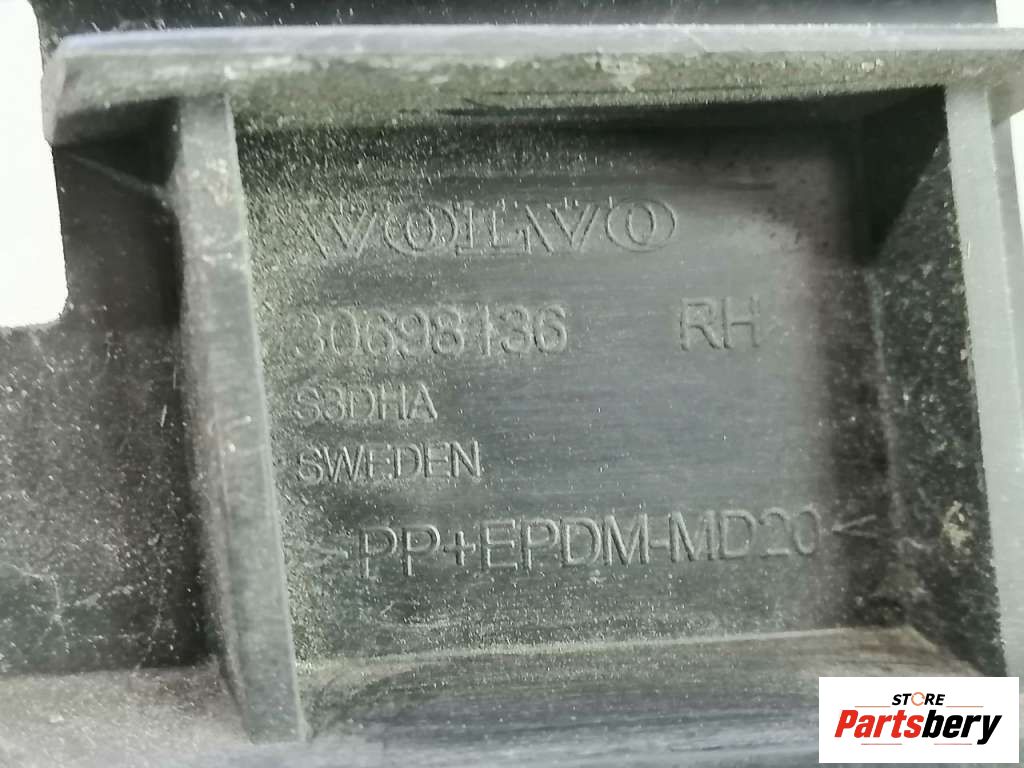 VOLVO
30698136 RH
S3DHA
SWEDEN
>PP+EPDM-MD20<
STORE
Partsbery